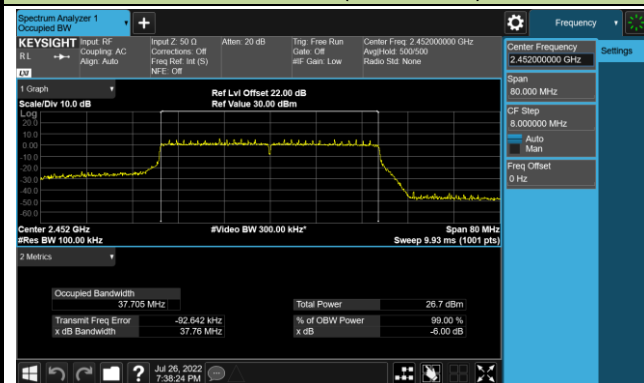 Spectrum Analyzer 1
Occupied BW
Frequency
KEYSIGHT
RL
LXI
Input: RF
Coupling: AC
Align: Auto
Input Z: 50 Ω
Corrections: Off
Freq Ref: Int (S)
NFE: Off
Atten: 20 dB
Trig: Free Run
Gate: Off
#IF Gain: Low
Center Freq: 2.452000000 GHz
Avg|Hold: 500/500
Radio Std: None
Center Frequency
2.452000000 GHz
Settings
Span
80.000 MHz
CF Step
8.000000 MHz
Auto
Man
Freq Offset
0 Hz
1 Graph
Scale/Div 10.0 dB
Ref Lvl Offset 22.00 dB
Ref Value 30.00 dBm
Log
20.0
10.0
0.00
-10.0
-20.0
-30.0
-40.0
-50.0
-60.0
Center 2.452 GHz
#Res BW 100.00 kHz
#Video BW 300.00 kHz*
Span 80 MHz
Sweep 9.93 ms (1001 pts)
2 Metrics
Occupied Bandwidth
37.705 MHz
Total Power 26.7 dBm
Transmit Freq Error -92.642 kHz
% of OBW Power 99.00 %
x dB Bandwidth 37.76 MHz
x dB -6.00 dB
?
Jul 26, 2022
7:38:24 PM